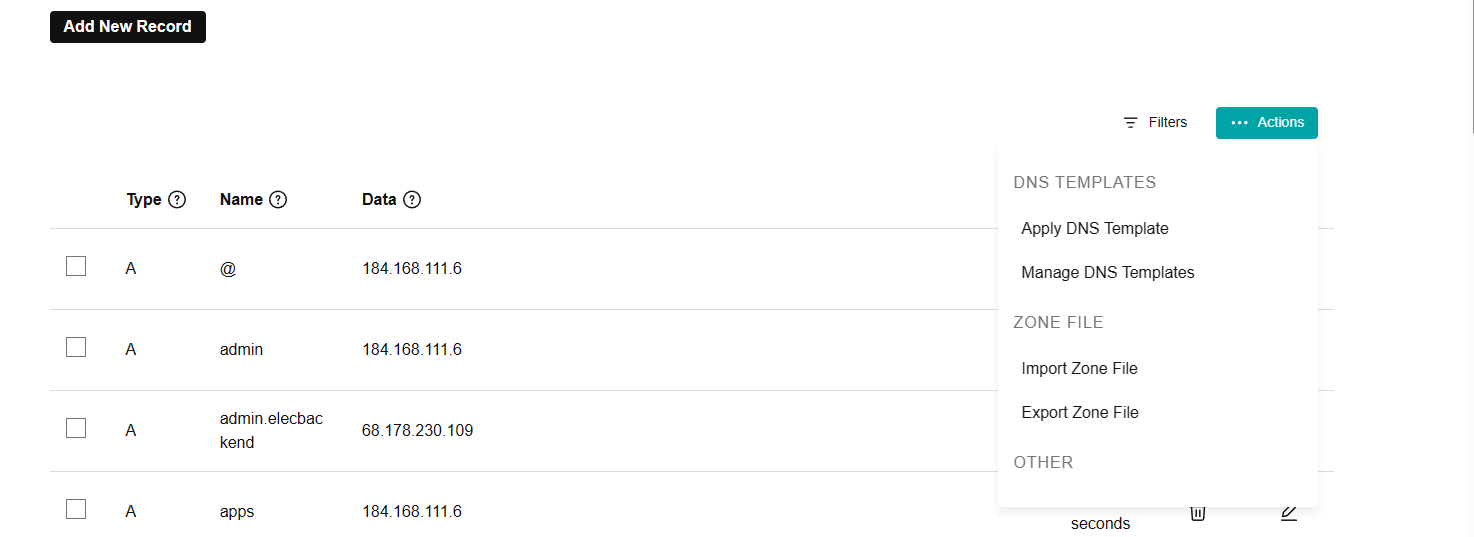 Add New Record
Filters
Actions
Type
Name
Data
DNS TEMPLATES
Apply DNS Template
Manage DNS Templates
ZONE FILE
Import Zone File
Export Zone File
OTHER
A @ 184.168.111.6
A admin 184.168.111.6
A admin.elecbac
kend 68.178.230.109
A apps 184.168.111.6
seconds